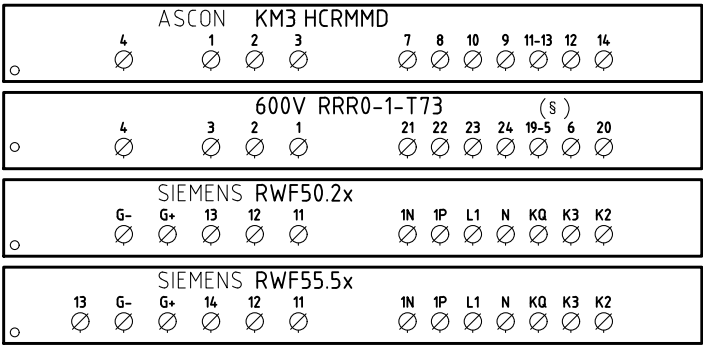 ASCON KM3 HCRMMD
4 1 2 3 7 8 10 9 11-13 12 14
600V RRR0-1-T73 (§)
4 3 2 1 21 22 23 24 19-5 6 20
SIEMENS RWF50.2x
G- G+ 13 12 11 1N 1P L1 N KQ K3 K2
SIEMENS RWF55.5x
13 G- G+ 14 12 11 1N 1P L1 N KQ K3 K2